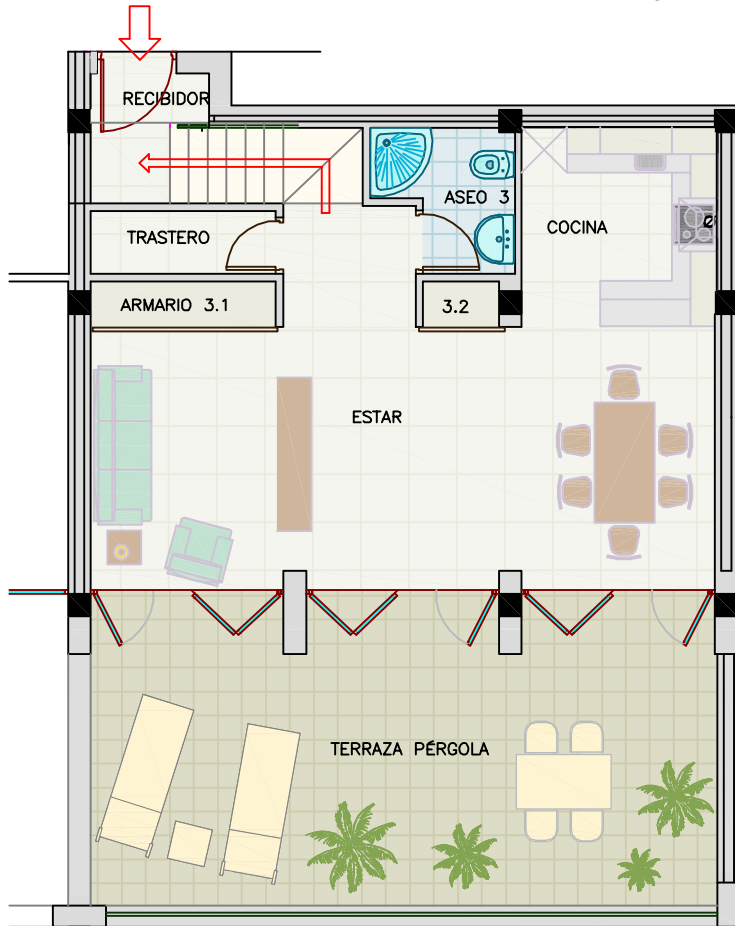 RECIBIDOR
ASEO 3
COCINA
TRASTERO
ARMARIO 3.1
3.2
ESTAR
TERRAZA PÉRGOLA